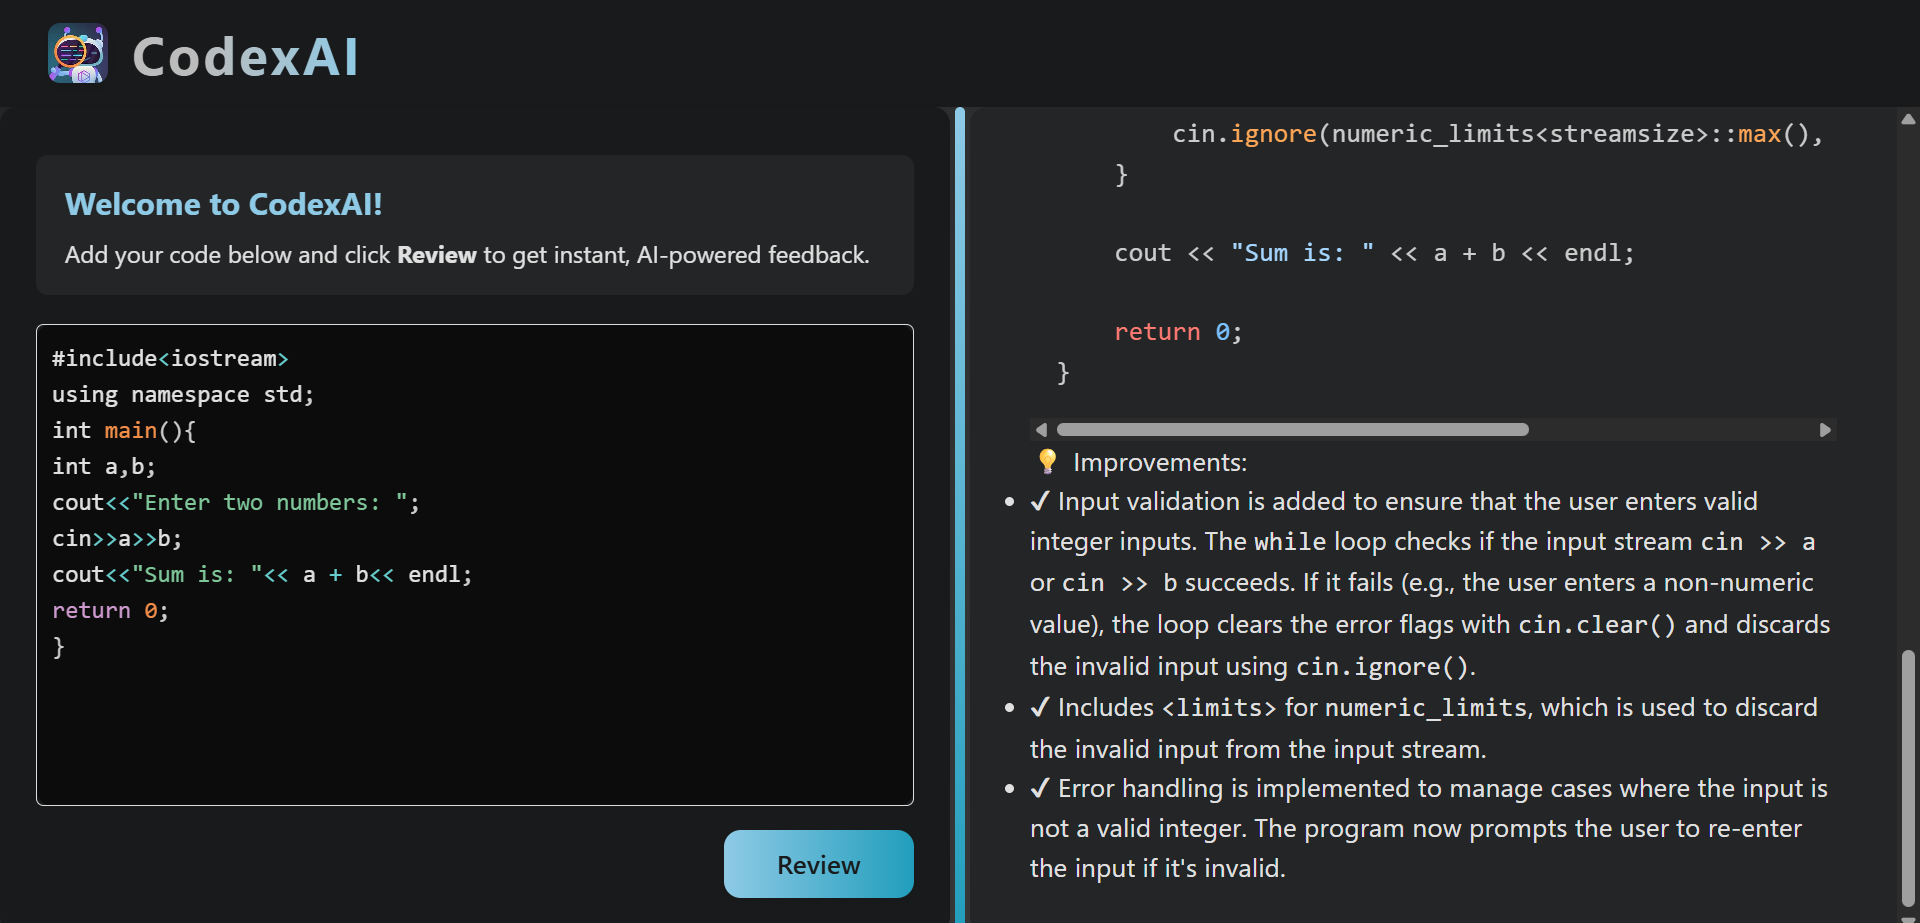 CodexAI
Welcome to CodexAI!
Add your code below and click Review to get instant, AI-powered feedback.
#include<iostream>
using namespace std;
int main(){
int a,b;
cout<<"Enter two numbers: ";
cin>>a>>b;
cout<<"Sum is: "<< a + b<< endl;
return 0;
}
Review
cin.ignore(numeric_limits<streamsize>::max(),
}
cout << "Sum is: " << a + b << endl;
return 0;
}
💡 Improvements:
• ✔ Input validation is added to ensure that the user enters valid
integer inputs. The while loop checks if the input stream cin >> a
or cin >> b succeeds. If it fails (e.g., the user enters a non-numeric
value), the loop clears the error flags with cin.clear() and discards
the invalid input using cin.ignore().
• ✔ Includes <limits> for numeric_limits, which is used to discard
the invalid input from the input stream.
• ✔ Error handling is implemented to manage cases where the input is
not a valid integer. The program now prompts the user to re-enter
the input if it's invalid.